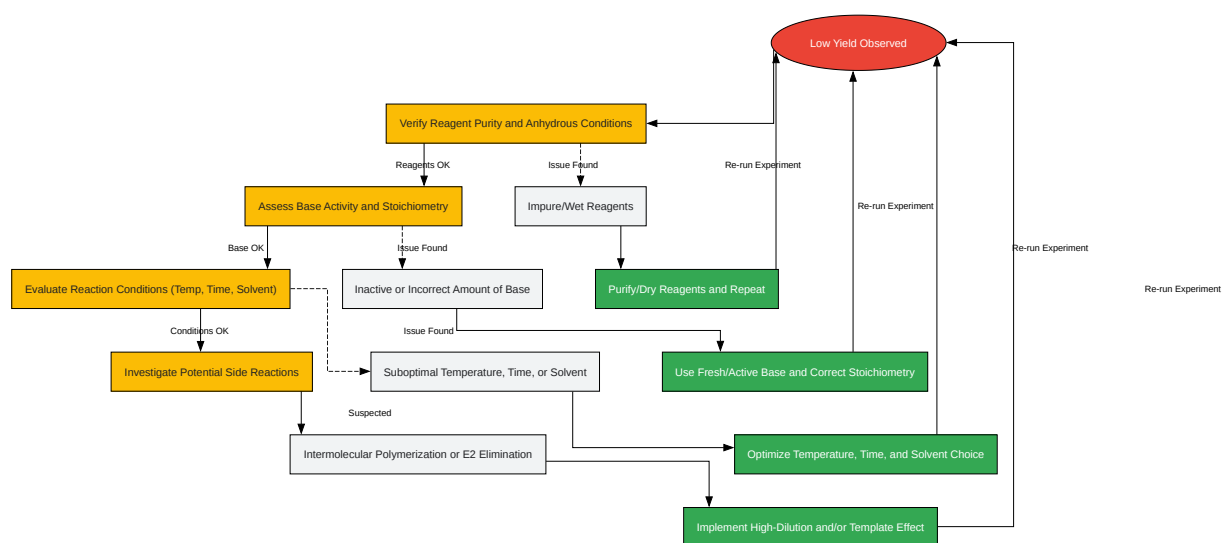 Low Yield Observed
Verify Reagent Purity and Anhydrous Conditions
Reagents OK
Issue Found
Re-run Experiment
Assess Base Activity and Stoichiometry
Impure/Wet Reagents
Re-run Experiment
Base OK
Issue Found
Re-run Experiment
Evaluate Reaction Conditions (Temp, Time, Solvent)
Inactive or Incorrect Amount of Base
Purify/Dry Reagents and Repeat
Re-run Experiment
Conditions OK
Issue Found
Investigate Potential Side Reactions
Suboptimal Temperature, Time, or Solvent
Use Fresh/Active Base and Correct Stoichiometry
Suspected
Intermolecular Polymerization or E2 Elimination
Optimize Temperature, Time, and Solvent Choice
Implement High-Dilution and/or Template Effect